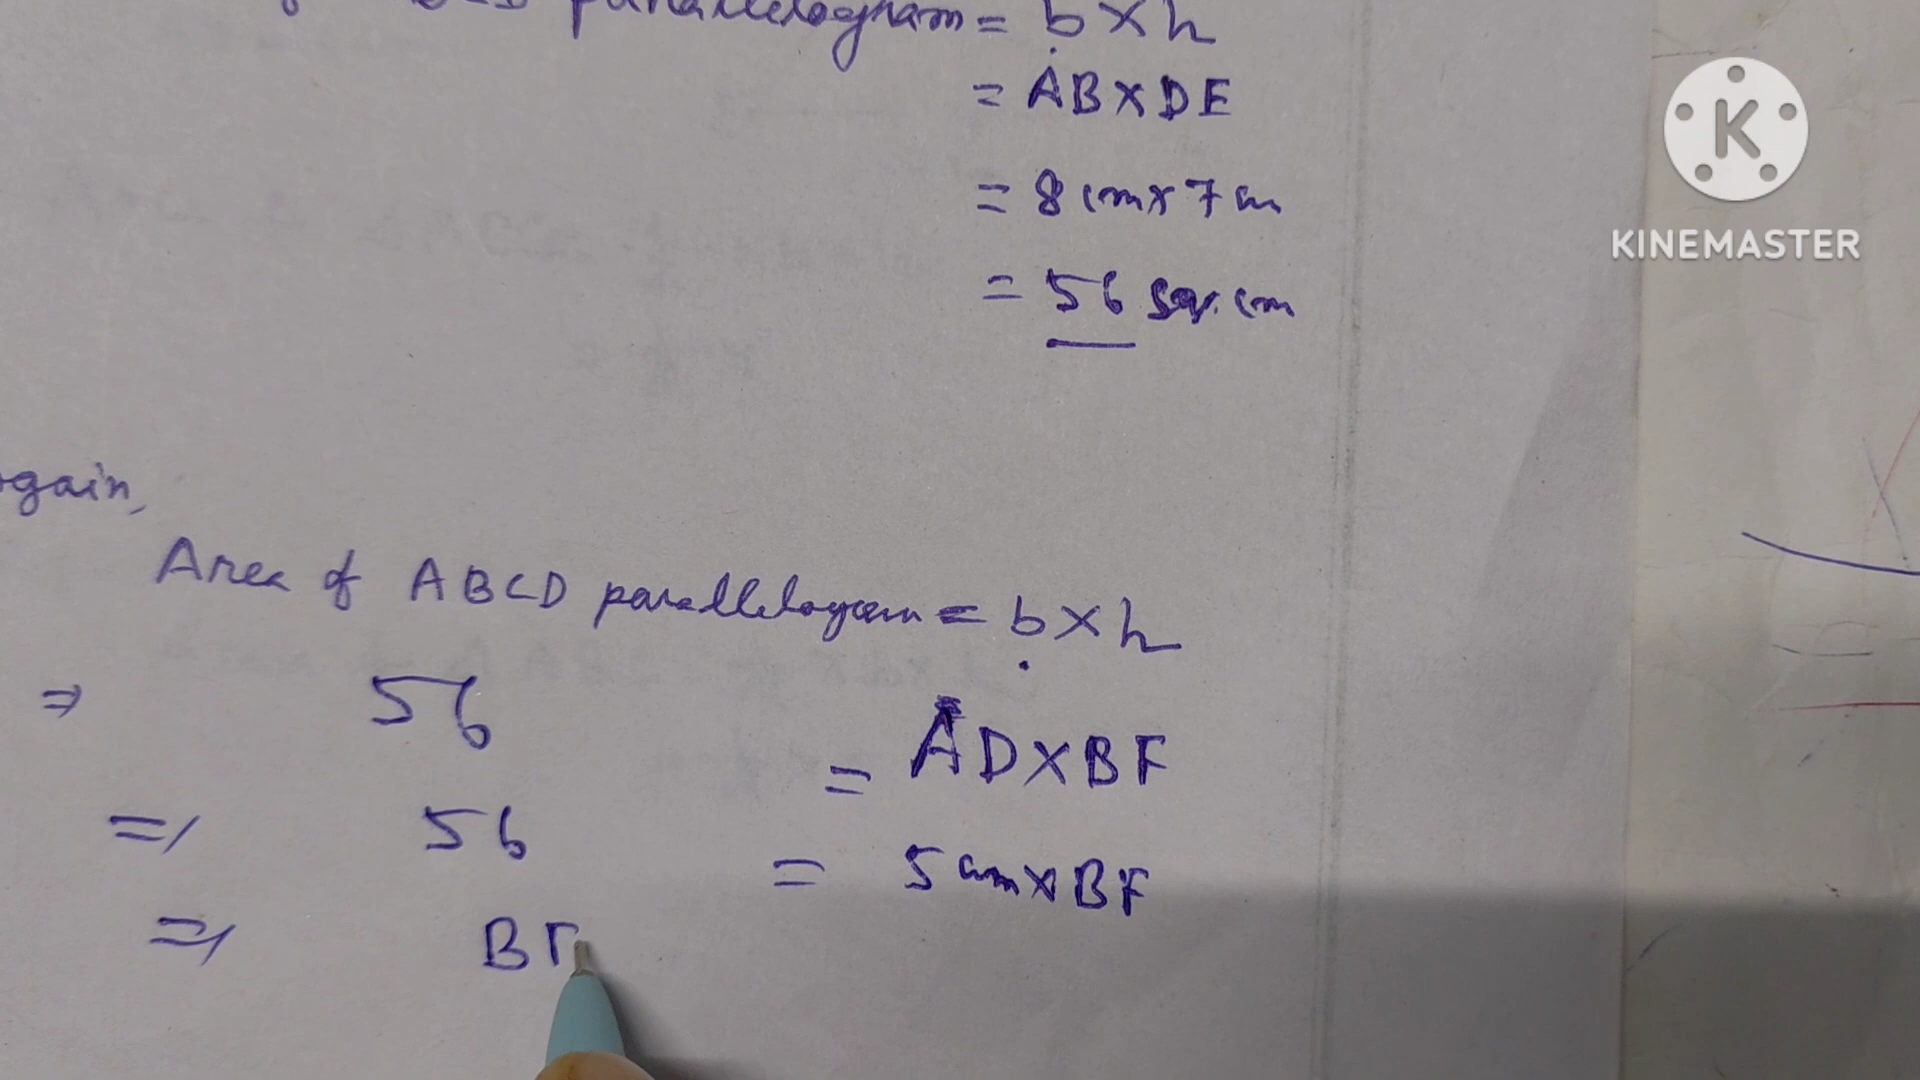 parallelogram = b × h
= AB × DE
= 8 cm × 7 cm
= 56 sq. cm
again,
Area of ABCD parallelogram = b × h
⇒ 56 = AD × BF
⇒ 56 = 5 cm × BF
⇒ BF
K
KINEMASTER